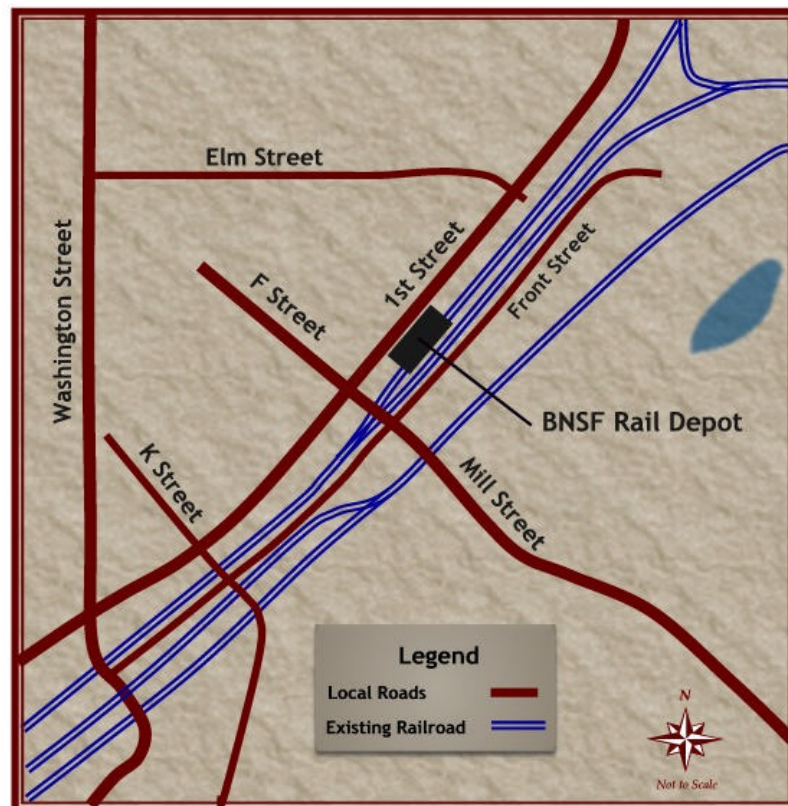 Elm Street
Washington Street
F Street
1st Street
Front Street
BNSF Rail Depot
K Street
Mill Street
Legend
Local Roads
Existing Railroad
N
Not to Scale